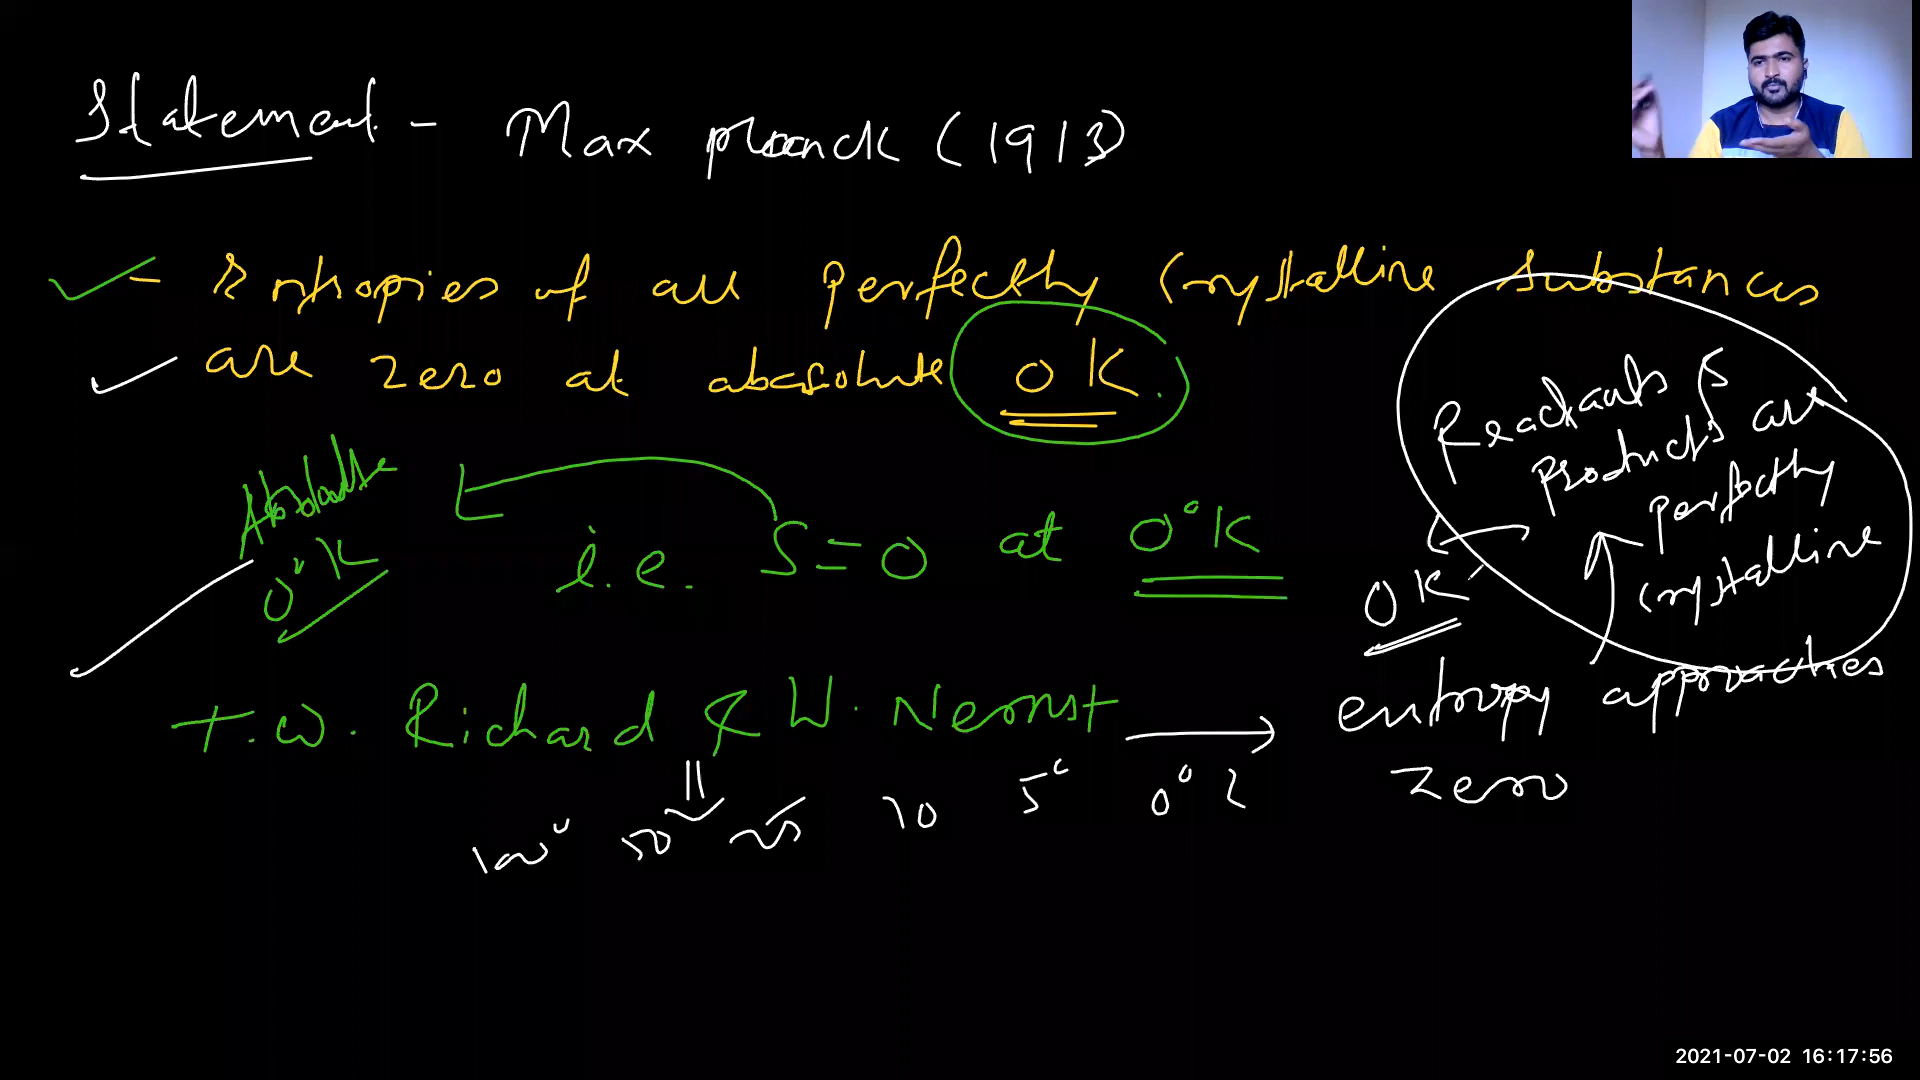 Statement - Max planck (1913)
- Entropies of all perfectly crystalline substances
are zero at absolute 0 K.
Reactants &
products are
perfectly
crystalline
Absolute
0°K
i.e. S=0 at 0°K
0 K
T.W. Richard & W. Nernst → entropy approaches
zero
100° 50 25 10 5° 0°
2021-07-02 16:17:56